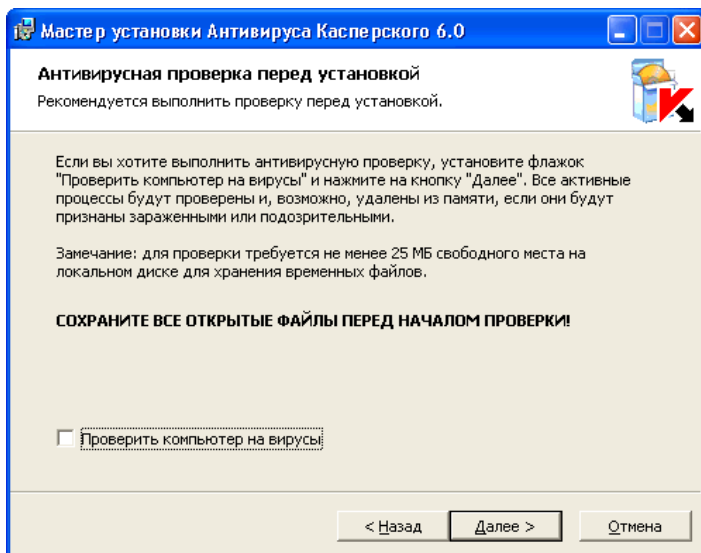 Мастер установки Антивируса Касперского 6.0
Антивирусная проверка перед установкой
Рекомендуется выполнить проверку перед установкой.
Если вы хотите выполнить антивирусную проверку, установите флажок
"Проверить компьютер на вирусы" и нажмите на кнопку "Далее". Все активные
процессы будут проверены и, возможно, удалены из памяти, если они будут
признаны зараженными или подозрительными.
Замечание: для проверки требуется не менее 25 МБ свободного места на
локальном диске для хранения временных файлов.
СОХРАНИТЕ ВСЕ ОТКРЫТЫЕ ФАЙЛЫ ПЕРЕД НАЧАЛОМ ПРОВЕРКИ!
Проверить компьютер на вирусы
< Назад Далее > Отмена